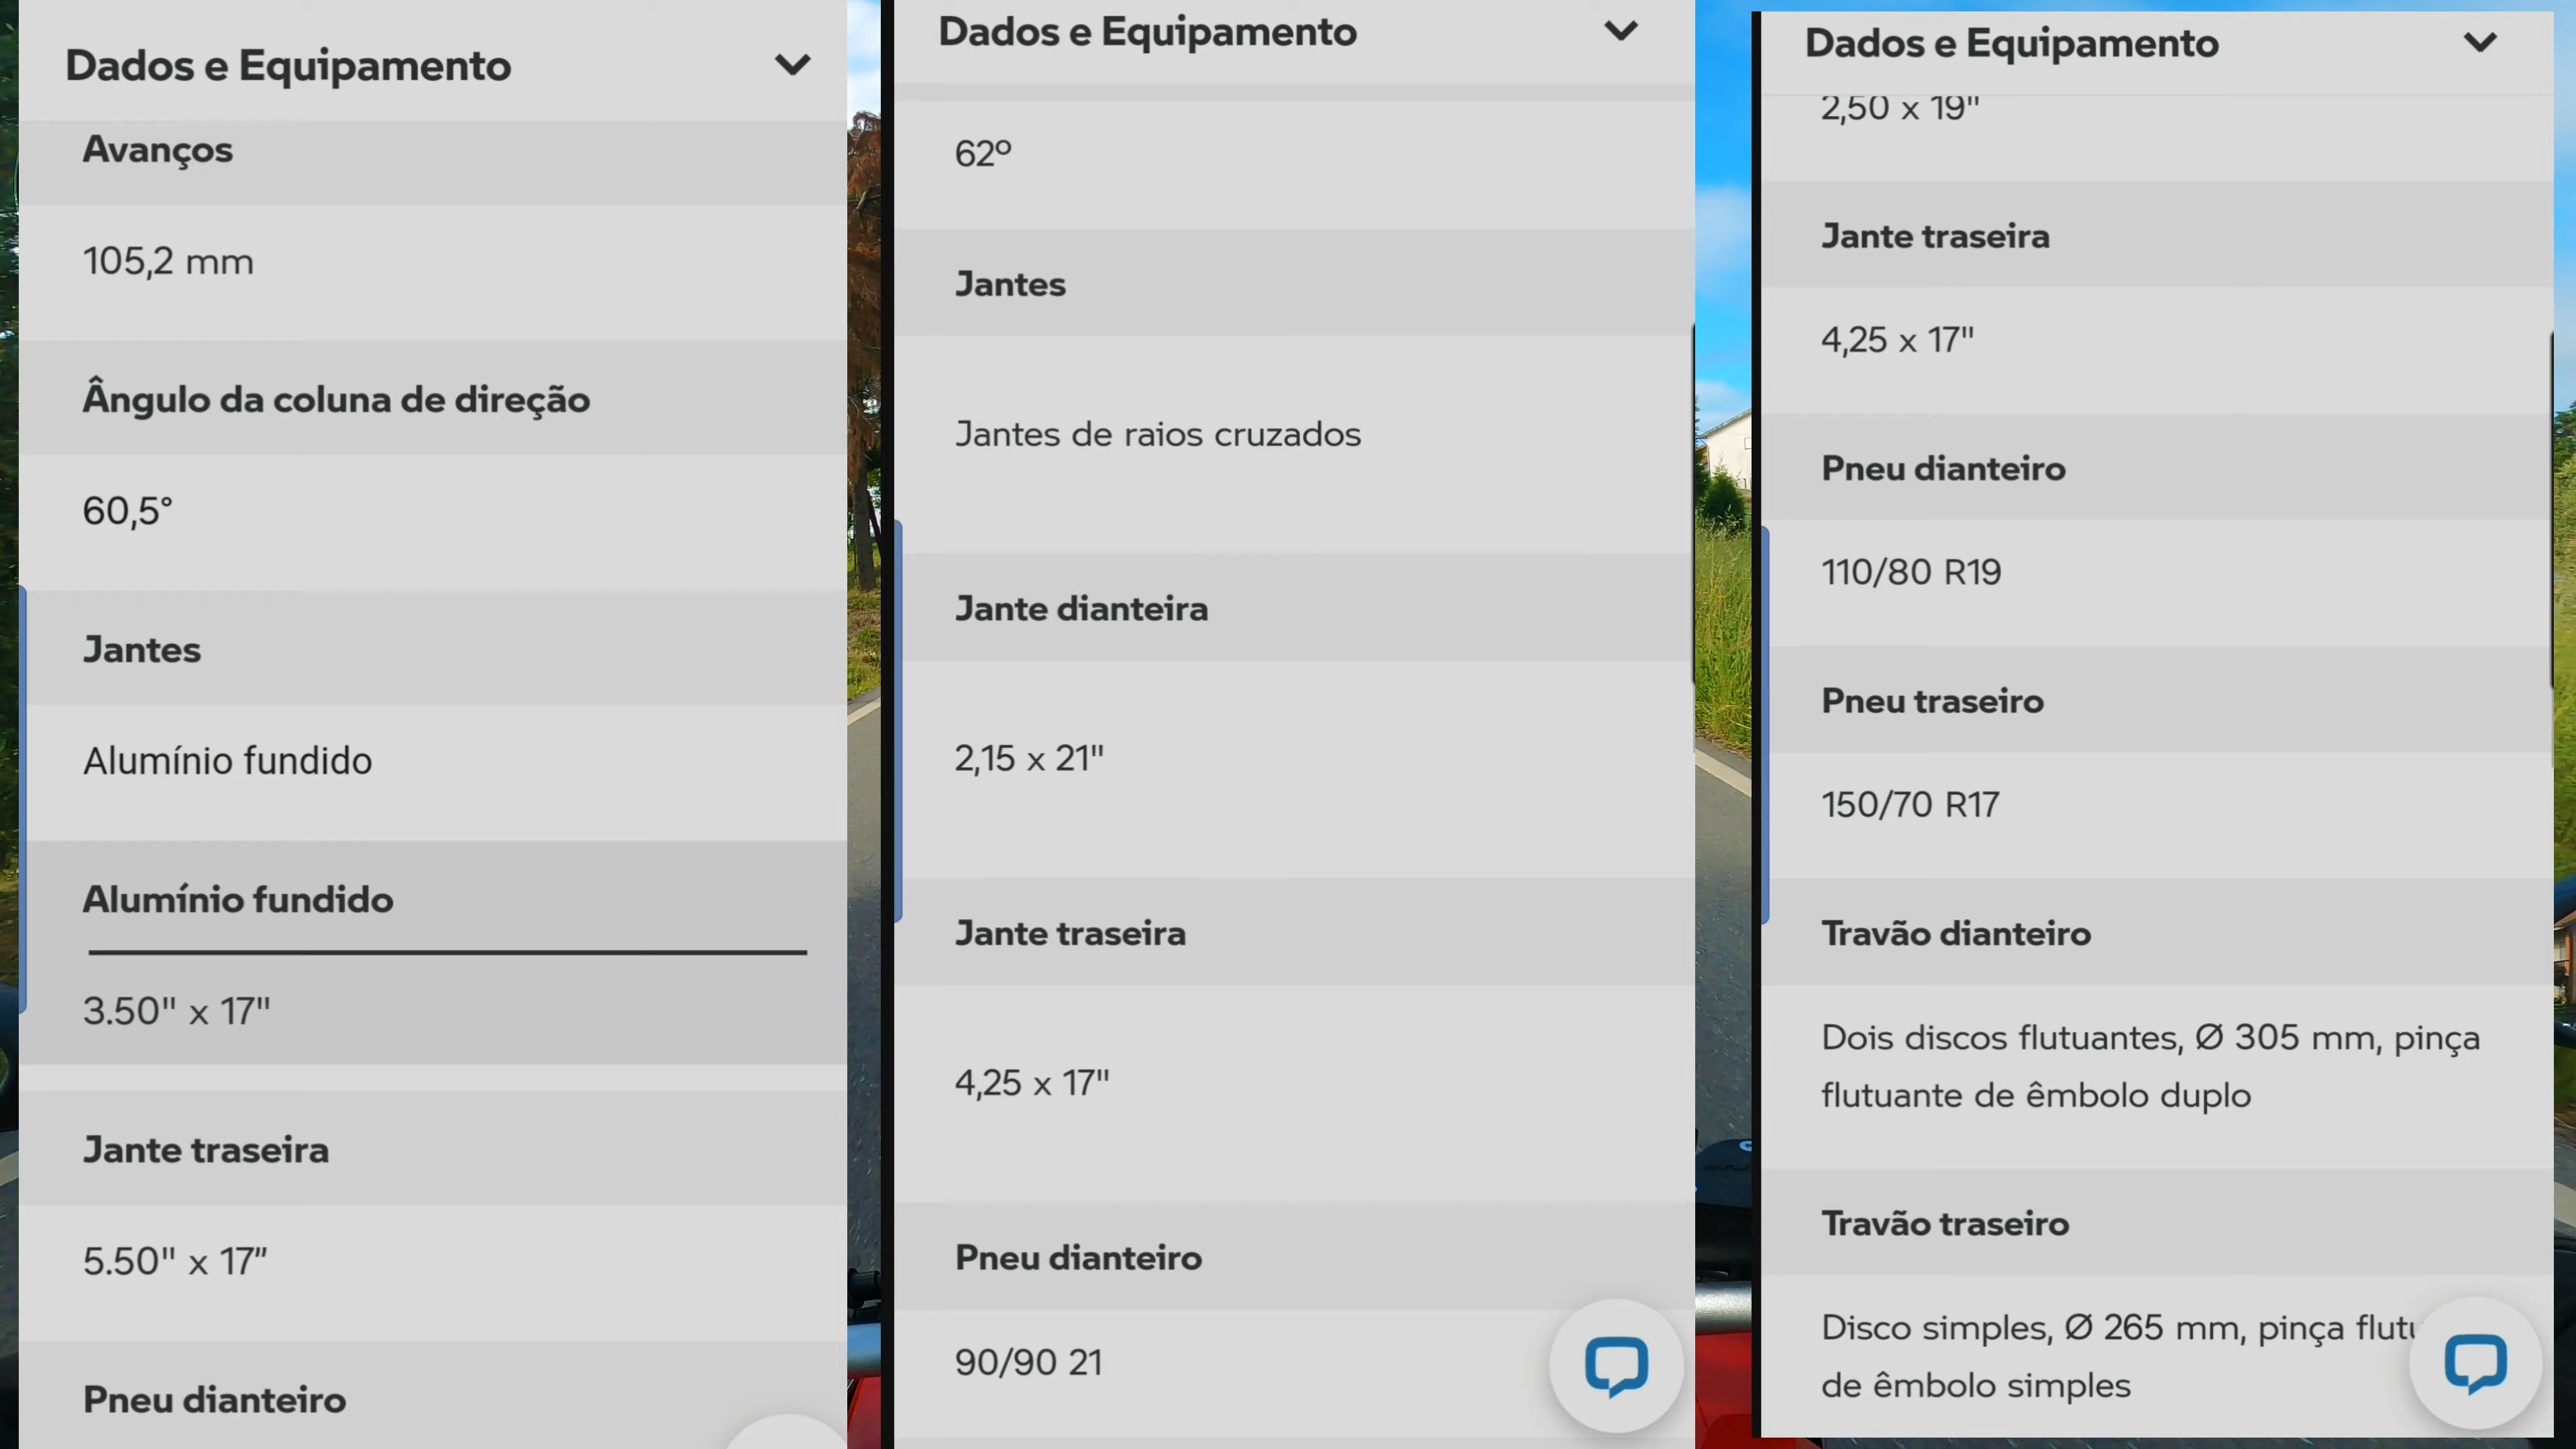 Dados e Equipamento
Avanços
105,2 mm
Ângulo da coluna de direção
60,5°
Jantes
Alumínio fundido
Alumínio fundido
3.50" x 17"
Jante traseira
5.50" x 17”
Pneu dianteiro
Dados e Equipamento
62º
Jantes
Jantes de raios cruzados
Jante dianteira
2,15 x 21"
Jante traseira
4,25 x 17"
Pneu dianteiro
90/90 21
Dados e Equipamento
2,50 x 19"
Jante traseira
4,25 x 17"
Pneu dianteiro
110/80 R19
Pneu traseiro
150/70 R17
Travão dianteiro
Dois discos flutuantes, Ø 305 mm, pinça
flutuante de êmbolo duplo
Travão traseiro
Disco simples, Ø 265 mm, pinça
de êmbolo simples